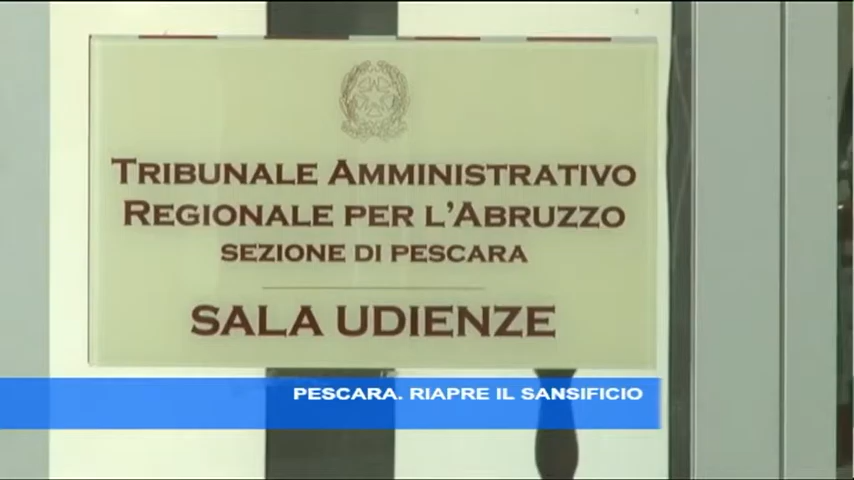 TRIBUNALE AMMINISTRATIVO
REGIONALE PER L'ABRUZZO
SEZIONE DI PESCARA
SALA UDIENZE
PESCARA. RIAPRE IL SANSIFICIO